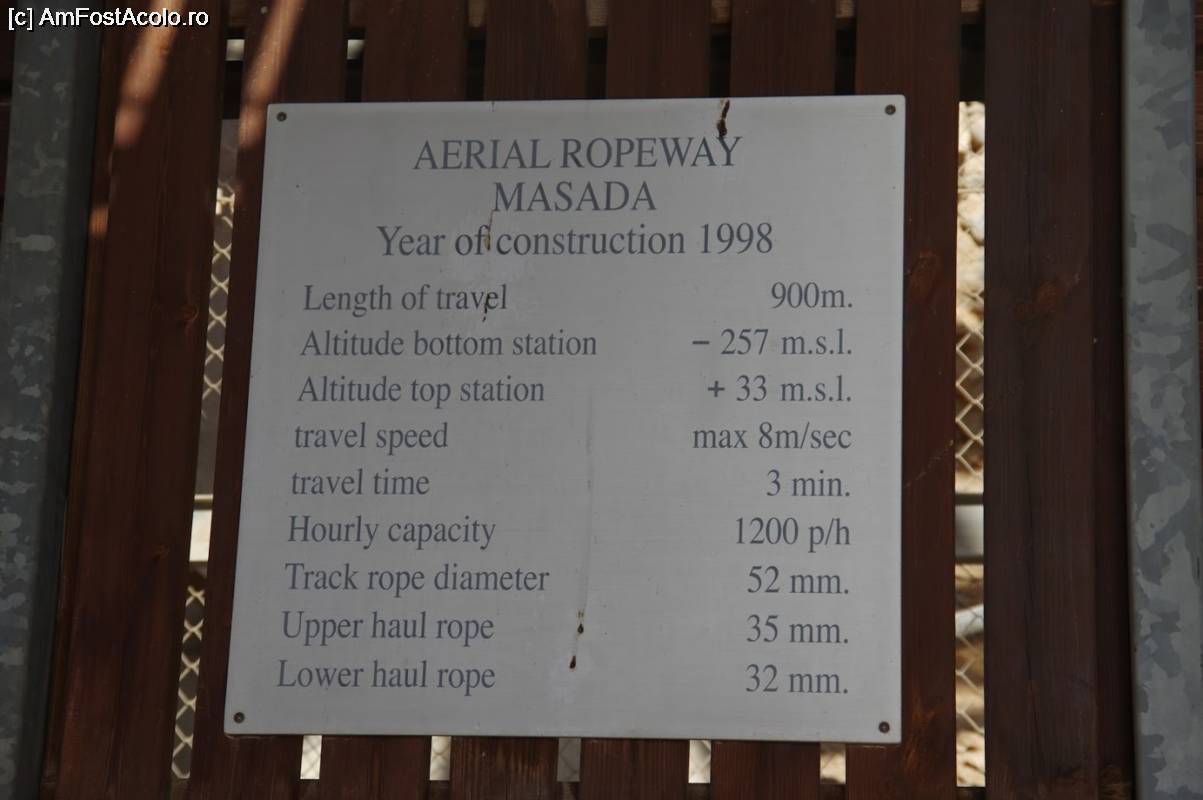 [c] AmFostAcolo.ro
AERIAL ROPEWAY
MASADA
Year of construction 1998
Length of travel 900m.
Altitude bottom station – 257 m.s.l.
Altitude top station + 33 m.s.l.
travel speed max 8m/sec
travel time 3 min.
Hourly capacity 1200 p/h
Track rope diameter 52 mm.
Upper haul rope 35 mm.
Lower haul rope 32 mm.